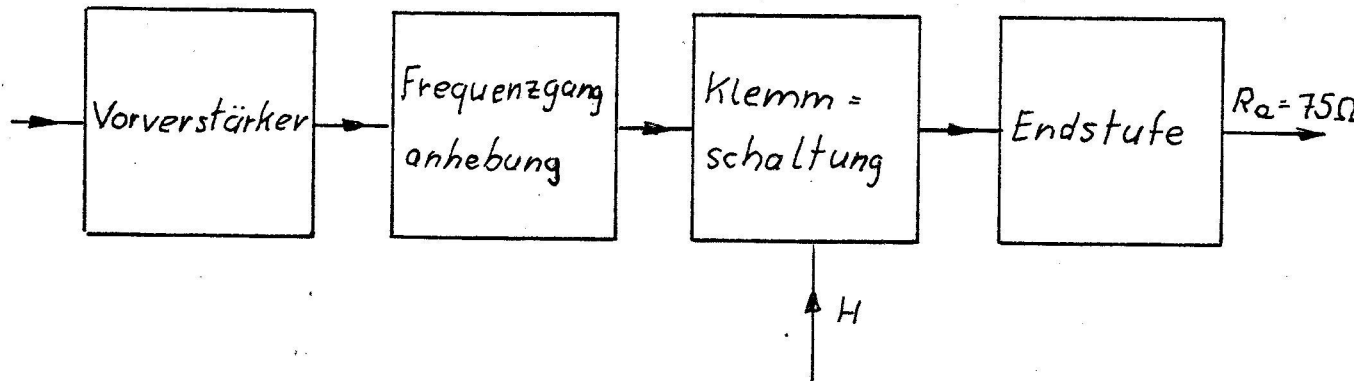 Vorverstärker
Frequenzgang
anhebung
Klemm=
schaltung
Endstufe
Ra=75Ω
H